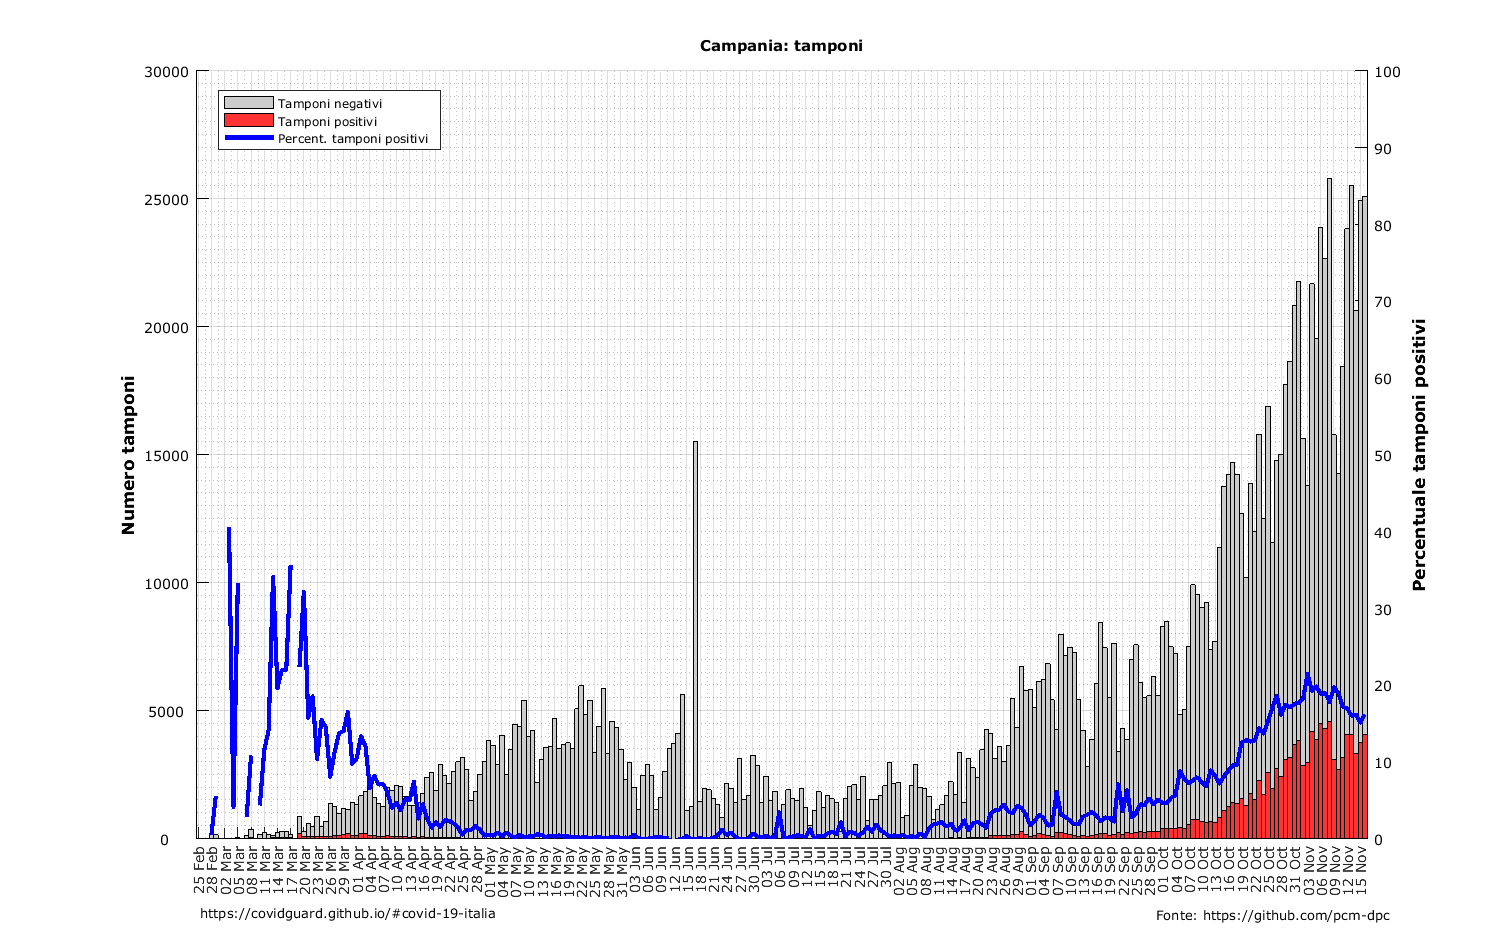 Campania: tamponi
30000
25000
20000
15000
10000
5000
0
Numero tamponi
Tamponi negativi
Tamponi positivi
Percent. tamponi positivi
100
90
80
70
60
50
40
30
20
10
0
Percentuale tamponi positivi
25 Feb
28 Feb
02 Mar
05 Mar
08 Mar
11 Mar
14 Mar
17 Mar
20 Mar
23 Mar
26 Mar
29 Mar
01 Apr
04 Apr
07 Apr
10 Apr
13 Apr
16 Apr
19 Apr
22 Apr
25 Apr
28 Apr
01 May
04 May
07 May
10 May
13 May
16 May
19 May
22 May
25 May
28 May
31 May
03 Jun
06 Jun
09 Jun
12 Jun
15 Jun
18 Jun
21 Jun
24 Jun
27 Jun
30 Jun
03 Jul
06 Jul
09 Jul
12 Jul
15 Jul
18 Jul
21 Jul
24 Jul
27 Jul
30 Jul
02 Aug
05 Aug
08 Aug
11 Aug
14 Aug
17 Aug
20 Aug
23 Aug
26 Aug
29 Aug
01 Sep
04 Sep
07 Sep
10 Sep
13 Sep
16 Sep
19 Sep
22 Sep
25 Sep
28 Sep
01 Oct
04 Oct
07 Oct
10 Oct
13 Oct
16 Oct
19 Oct
22 Oct
25 Oct
28 Oct
31 Oct
03 Nov
06 Nov
09 Nov
12 Nov
15 Nov
https://covidguard.github.io/#covid-19-italia
Fonte: https://github.com/pcm-dpc